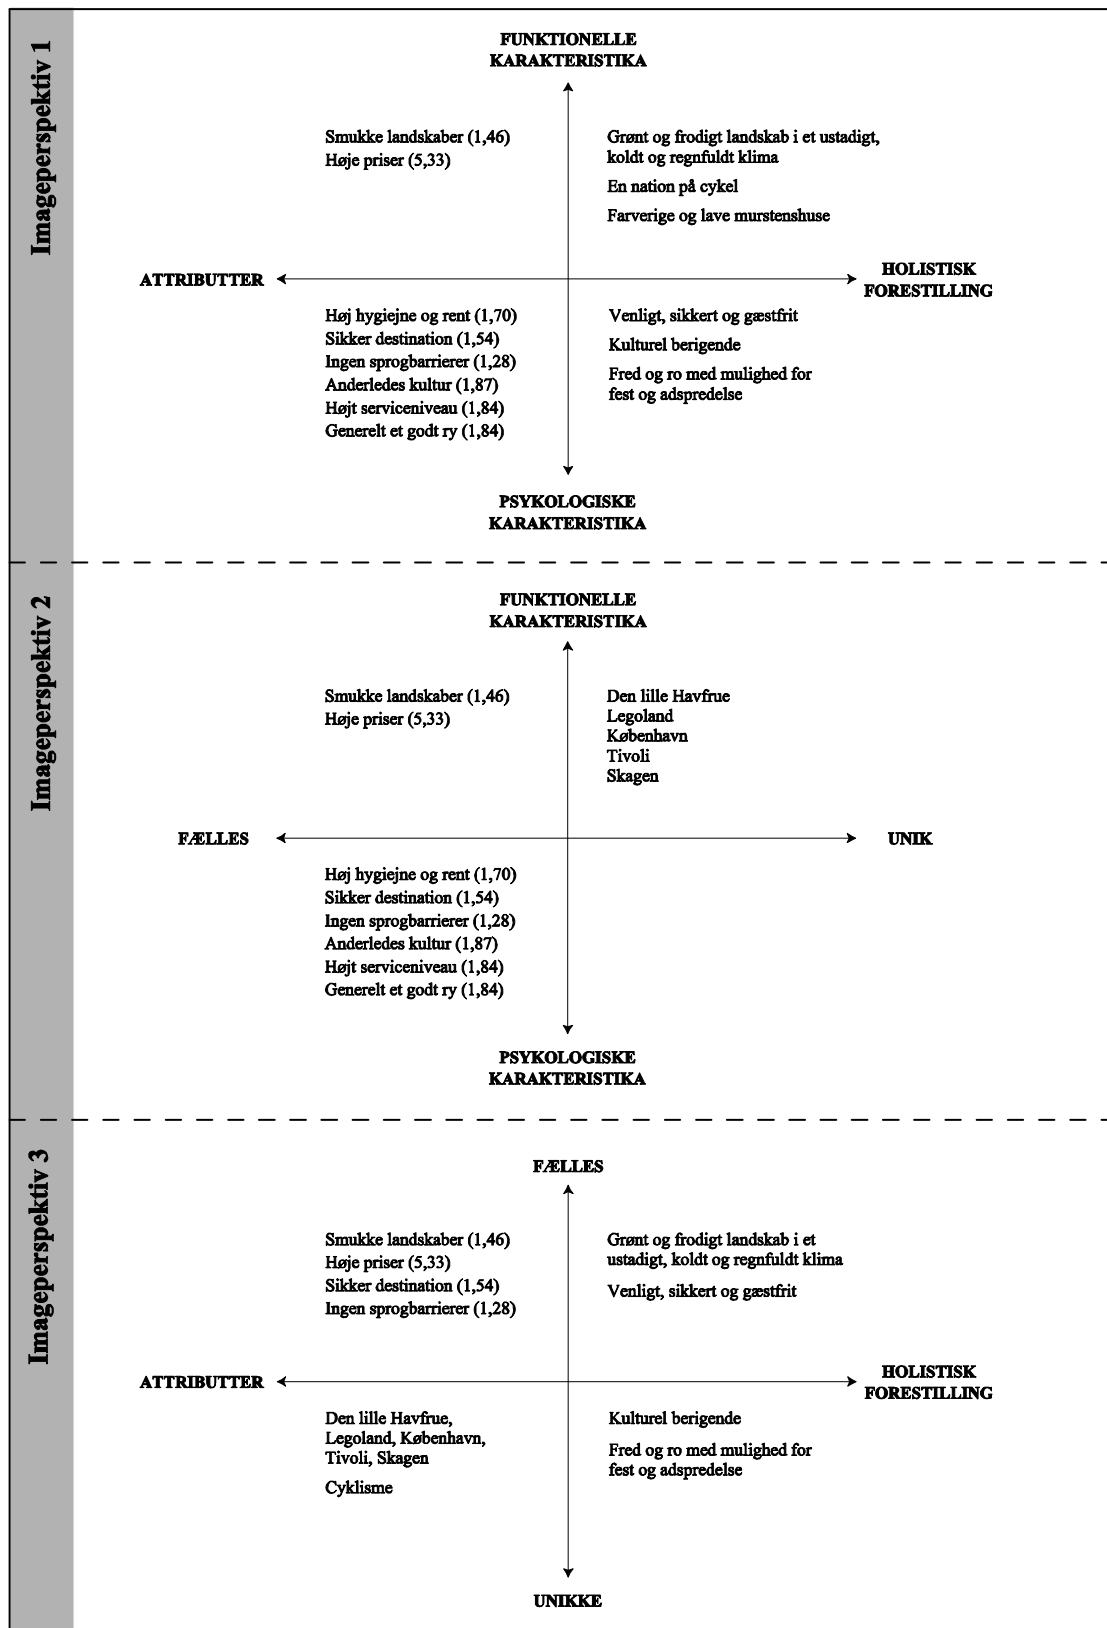 Imageperspektiv 1
FUNKTIONELLE
KARAKTERISTIKA
Smukke landskaber (1,46)
Høje priser (5,33)
Grønt og frodigt landskab i et ustadigt,
koldt og regnfuldt klima
En nation på cykel
Farverige og lave murstenshuse
ATTRIBUTTER
HOLISTISK
FORESTILLING
Høj hygiejne og rent (1,70)
Sikker destination (1,54)
Ingen sprogbarrierer (1,28)
Anderledes kultur (1,87)
Højt serviceniveau (1,84)
Generelt et godt ry (1,84)
Venligt, sikkert og gæstfrit
Kulturel berigende
Fred og ro med mulighed for
fest og adspredelse
PSYKOLOGISKE
KARAKTERISTIKA
Imageperspektiv 2
FUNKTIONELLE
KARAKTERISTIKA
Smukke landskaber (1,46)
Høje priser (5,33)
Den lille Havfrue
Legoland
København
Tivoli
Skagen
FÆLLES
UNIK
Høj hygiejne og rent (1,70)
Sikker destination (1,54)
Ingen sprogbarrierer (1,28)
Anderledes kultur (1,87)
Højt serviceniveau (1,84)
Generelt et godt ry (1,84)
PSYKOLOGISKE
KARAKTERISTIKA
Imageperspektiv 3
FÆLLES
Smukke landskaber (1,46)
Høje priser (5,33)
Sikker destination (1,54)
Ingen sprogbarrierer (1,28)
Grønt og frodigt landskab i et
ustadigt, koldt og regnfuldt klima
Venligt, sikkert og gæstfrit
ATTRIBUTTER
HOLISTISK
FORESTILLING
Den lille Havfrue,
Legoland, København,
Tivoli, Skagen
Cyklisme
Kulturel berigende
Fred og ro med mulighed for
fest og adspredelse
UNIKKE